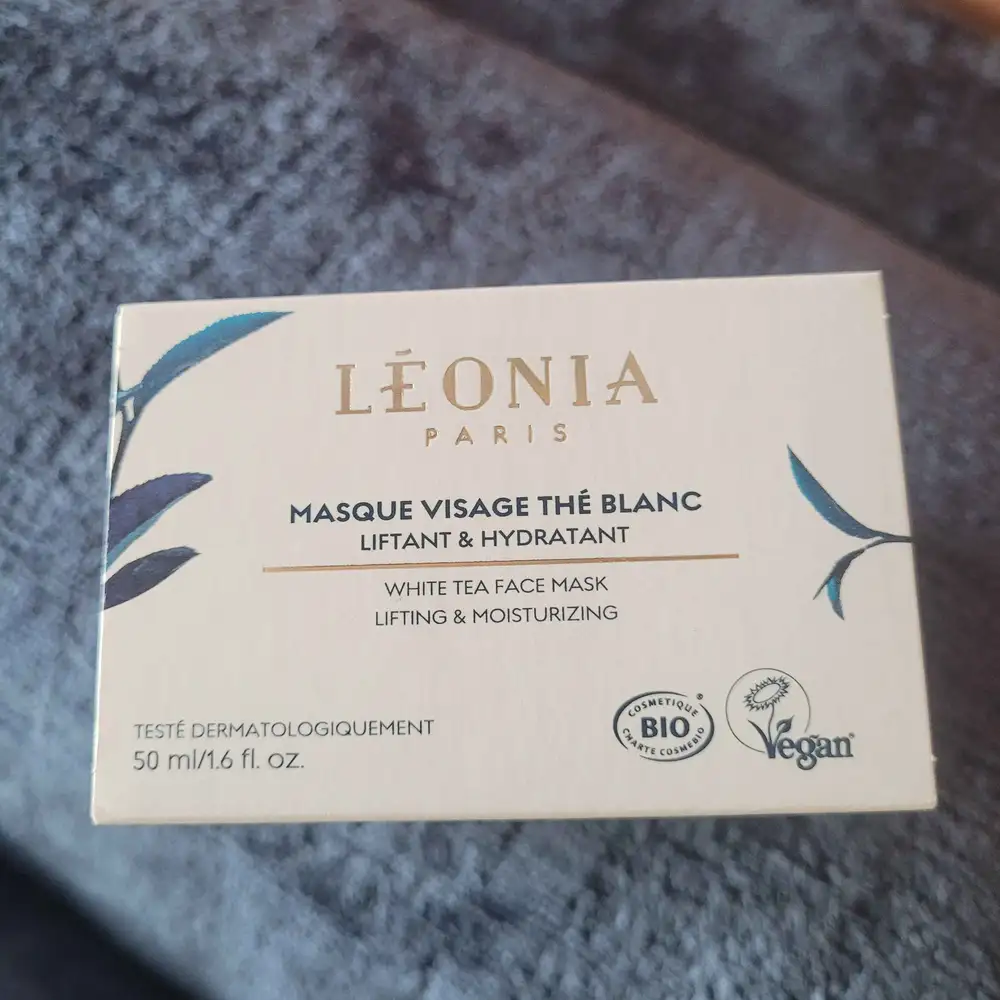 LÉONIA
PARIS
MASQUE VISAGE THÉ BLANC
LIFTANT & HYDRATANT
WHITE TEA FACE MASK
LIFTING & MOISTURIZING
TESTÉ DERMATOLOGIQUEMENT
50 ml/1.6 fl. oz.
COSMETIQUE ®
BIO
CHARTE COSMEBIO
Vegan